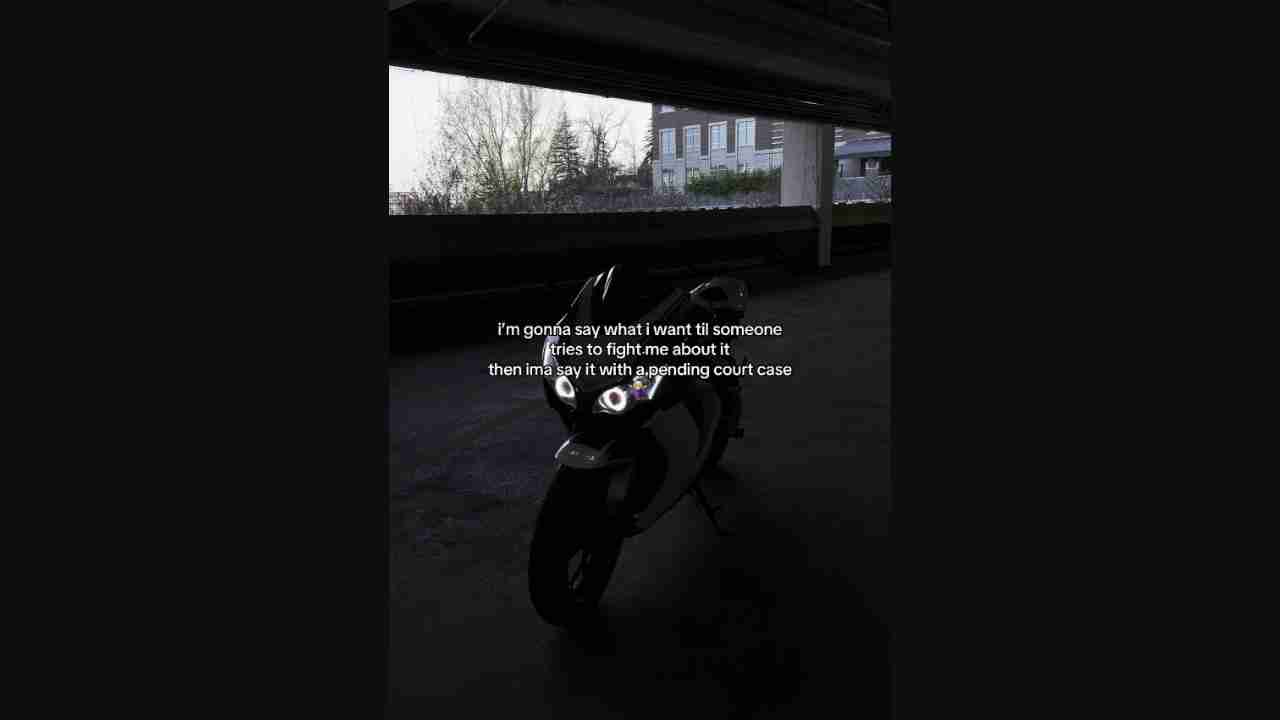 i'm gonna say what i want til someone
tries to fight me about it
then ima say it with a pending court case